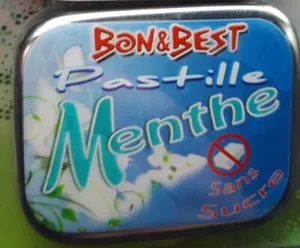 BON&BEST
Pastille
Menthe
Sans
Sucre